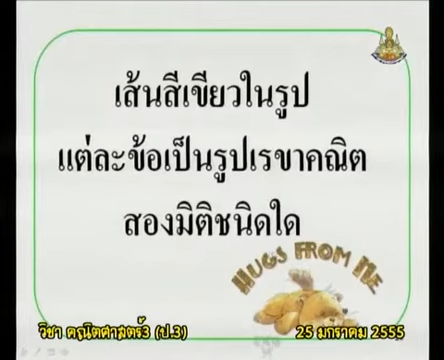 เส้นสีเขียวในรูป
แต่ละข้อเป็นรูปเรขาคณิต
สองมิติชนิดใด
HUGS FROM ME
วิชา คณิตศาสตร์3 (ป.3)
25 มกราคม 2555